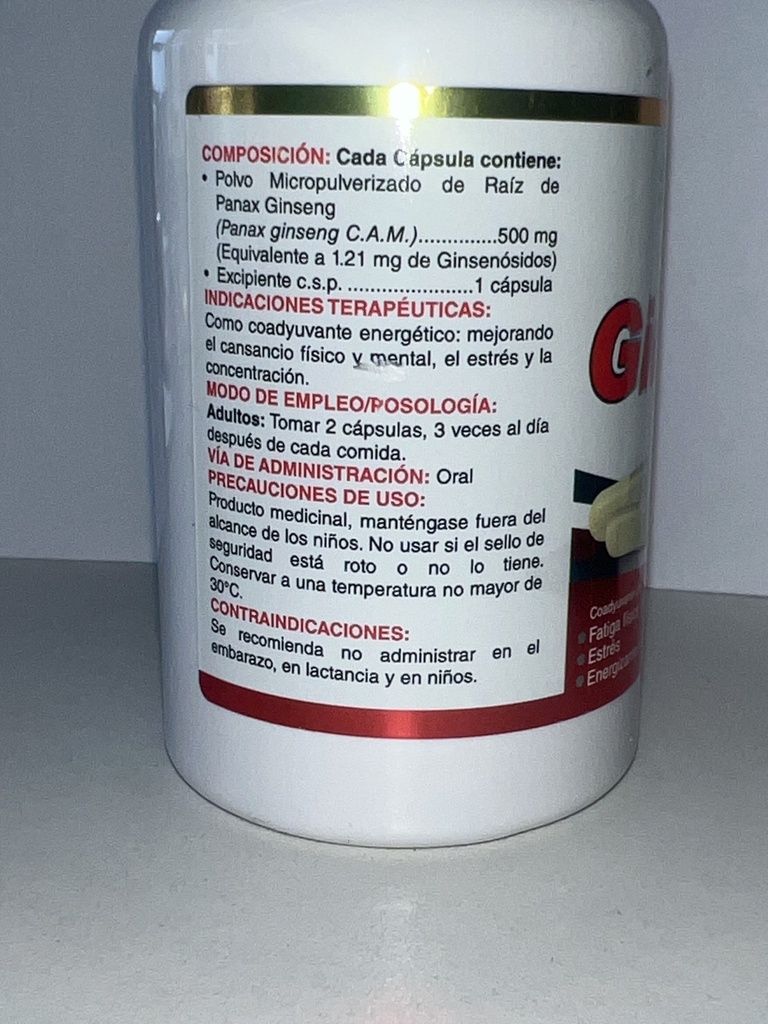 COMPOSICIÓN: Cada Cápsula contiene:
• Polvo Micropulverizado de Raíz de
Panax Ginseng
(Panax ginseng C.A.M.)..............500 mg
(Equivalente a 1.21 mg de Ginsenósidos)
• Excipiente c.s.p. .......................1 cápsula
INDICACIONES TERAPÉUTICAS:
Como coadyuvante energético: mejorando
el cansancio físico y mental, el estrés y la
concentración.
MODO DE EMPLEO/POSOLOGÍA:
Adultos: Tomar 2 cápsulas, 3 veces al día
después de cada comida.
VÍA DE ADMINISTRACIÓN: Oral
PRECAUCIONES DE USO:
Producto medicinal, manténgase fuera del
alcance de los niños. No usar si el sello de
seguridad está roto o no lo tiene.
Conservar a una temperatura no mayor de
30°C.
CONTRAINDICACIONES:
Se recomienda no administrar en el
embarazo, en lactancia y en niños.
Gi
• Fatiga
• Estrés